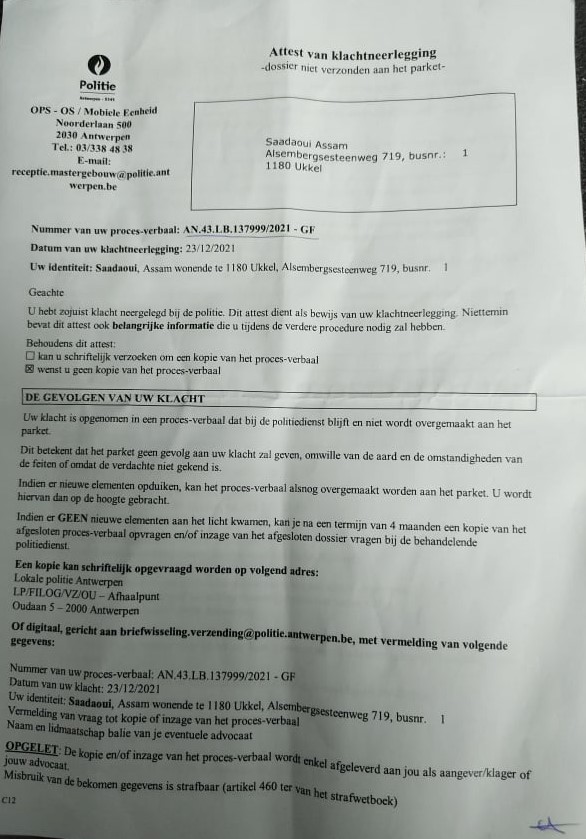 Politie
Antwerpen - 5345
OPS - OS / Mobiele Eenheid
Noorderlaan 500
2030 Antwerpen
Tel.: 03/338 48 38
E-mail:
receptie.mastergebouw@politie.ant
werpen.be
Attest van klachtneerlegging
-dossier niet verzonden aan het parket-
Saadaoui Assam
Alsembergsesteenweg 719, busnr.: 1
1180 Ukkel
Nummer van uw proces-verbaal: AN.43.LB.137999/2021 - GF
Datum van uw klachtneerlegging: 23/12/2021
Uw identiteit: Saadaoui, Assam wonende te 1180 Ukkel, Alsembergsesteenweg 719, busnr. 1
Geachte
U hebt zojuist klacht neergelegd bij de politie. Dit attest dient als bewijs van uw klachtneerlegging. Niettemin
bevat dit attest ook belangrijke informatie die u tijdens de verdere procedure nodig zal hebben.
Behoudens dit attest:
☐ kan u schriftelijk verzoeken om een kopie van het proces-verbaal
☒ wenst u geen kopie van het proces-verbaal
DE GEVOLGEN VAN UW KLACHT
Uw klacht is opgenomen in een proces-verbaal dat bij de politiedienst blijft en niet wordt overgemaakt aan het
parket.
Dit betekent dat het parket geen gevolg aan uw klacht zal geven, omwille van de aard en de omstandigheden van
de feiten of omdat de verdachte niet gekend is.
Indien er nieuwe elementen opduiken, kan het proces-verbaal alsnog overgemaakt worden aan het parket. U wordt
hiervan dan op de hoogte gebracht.
Indien er GEEN nieuwe elementen aan het licht kwamen, kan je na een termijn van 4 maanden een kopie van het
afgesloten proces-verbaal opvragen en/of inzage van het afgesloten dossier vragen bij de behandelende
politiedienst.
Een kopie kan schriftelijk opgevraagd worden op volgend adres:
Lokale politie Antwerpen
LP/FILOG/VZ/OU – Afhaalpunt
Oudaan 5 – 2000 Antwerpen
Of digitaal, gericht aan briefwisseling.verzending@politie.antwerpen.be, met vermelding van volgende
gegevens:
Nummer van uw proces-verbaal: AN.43.LB.137999/2021 - GF
Datum van uw klacht: 23/12/2021
Uw identiteit: Saadaoui, Assam wonende te 1180 Ukkel, Alsembergsesteenweg 719, busnr. 1
Vermelding van vraag tot kopie of inzage van het proces-verbaal
Naam en lidmaatschap balie van je eventuele advocaat
OPGELET: De kopie en/of inzage van het proces-verbaal wordt enkel afgeleverd aan jou als aangever/klager of
jouw advocaat.
Misbruik van de bekomen gegevens is strafbaar (artikel 460 ter van het strafwetboek)
C12